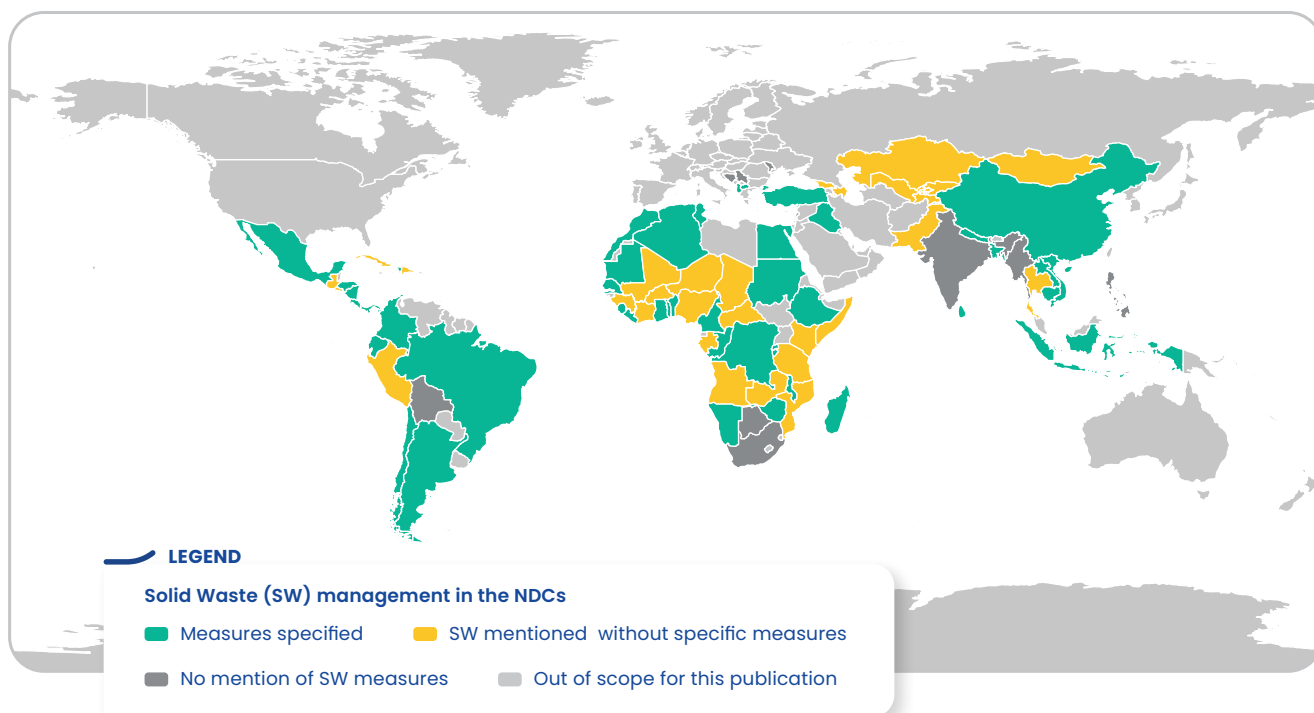 LEGEND
Solid Waste (SW) management in the NDCs
Measures specified
SW mentioned without specific measures
No mention of SW measures
Out of scope for this publication